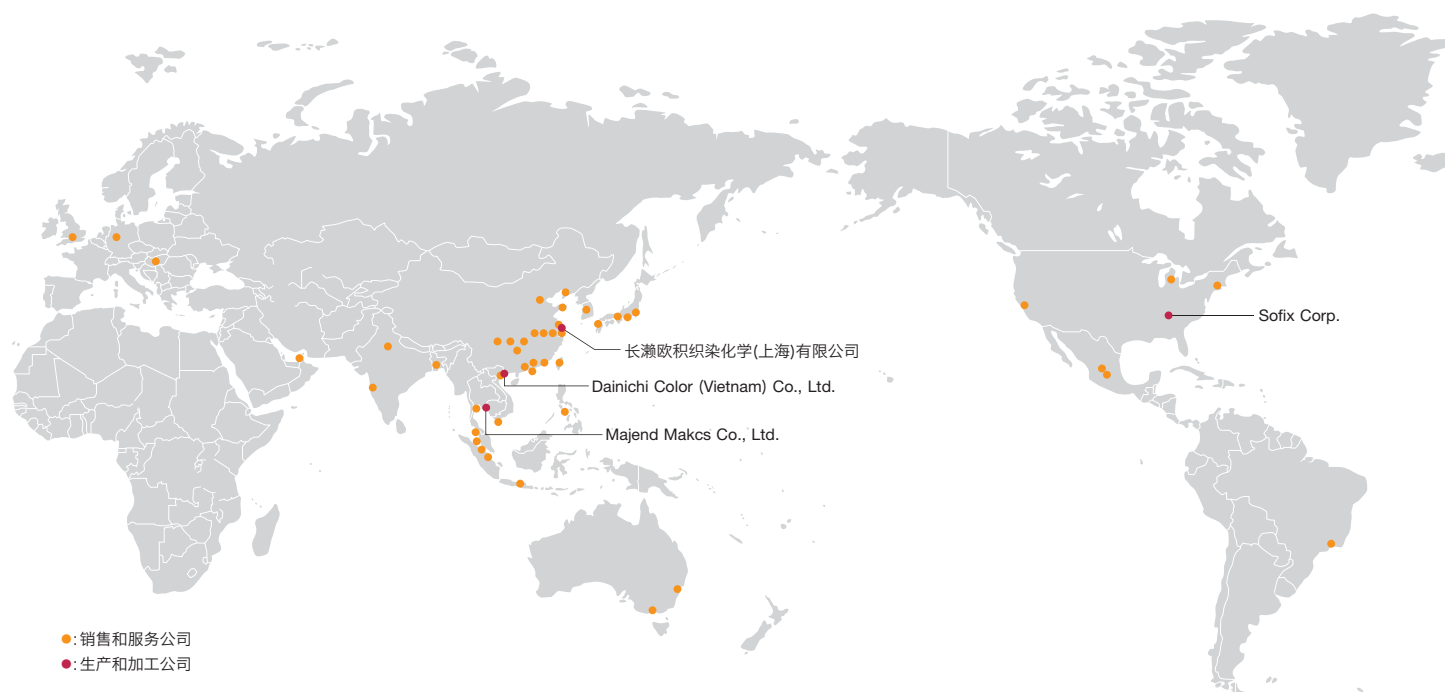 Sofix Corp.
长濑欧积织染化学(上海)有限公司
Dainichi Color (Vietnam) Co., Ltd.
Majend Makcs Co., Ltd.
●: 销售和服务公司
●: 生产和加工公司